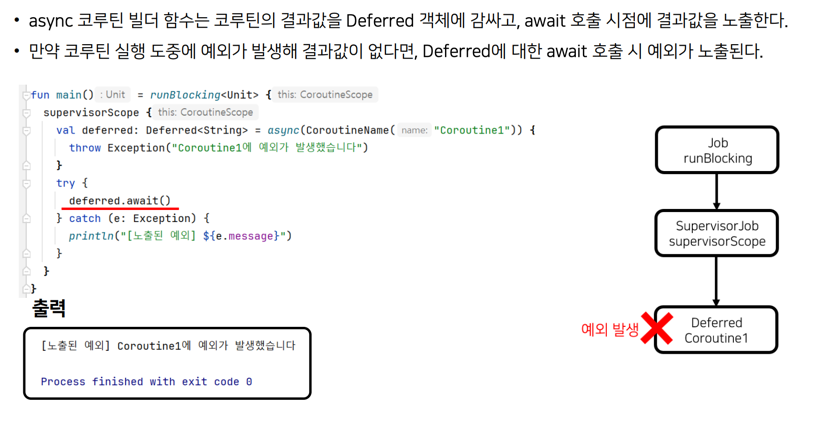 • async 코루틴 빌더 함수는 코루틴의 결과값을 Deferred 객체에 감싸고, await 호출 시점에 결과값을 노출한다.
• 만약 코루틴 실행 도중에 예외가 발생해 결과값이 없다면, Deferred에 대한 await 호출 시 예외가 노출된다.
fun main() : Unit = runBlocking<Unit> { this: CoroutineScope
supervisorScope { this: CoroutineScope
val deferred: Deferred<String> = async(CoroutineName( name: "Coroutine1")) {
throw Exception("Coroutine1에 예외가 발생했습니다")
}
try {
deferred.await()
} catch (e: Exception) {
println("[노출된 예외] ${e.message}")
}
}
}
출력
[노출된 예외] Coroutine1에 예외가 발생했습니다
Process finished with exit code 0
Job
runBlocking
SupervisorJob
supervisorScope
예외 발생
Deferred
Coroutine1